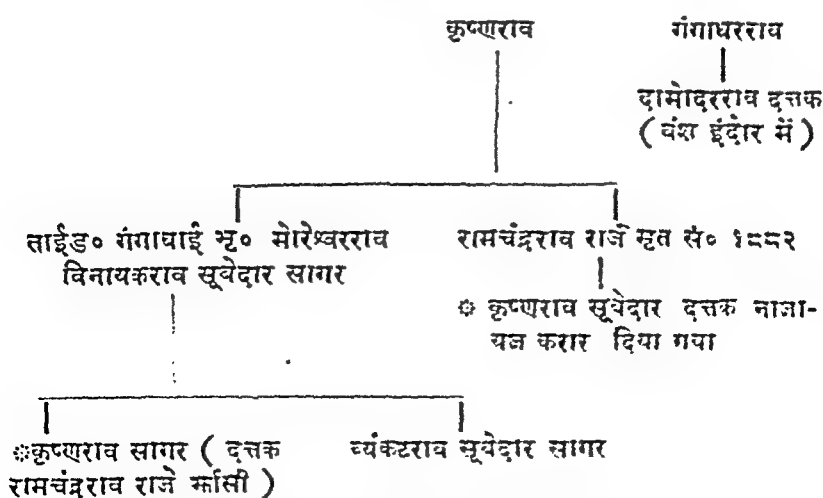 कृष्णराव गंगाधरराव
दामोदरराव दत्तक
( वंश इंदौर में )
ताईड० गंगाबाई भृ० मोरेश्वरराव
विनायकराव सूबेदार सागर
रामचंद्रराव राजे मृत सं० १८८२
❀ कृष्णराव सूबेदार दत्तक नाजा-
यज करार दिया गया
❀कृष्णराव सागर ( दत्तक
रामचंद्रराव राजे झाँसी )
व्यंकटराव सूबेदार सागर